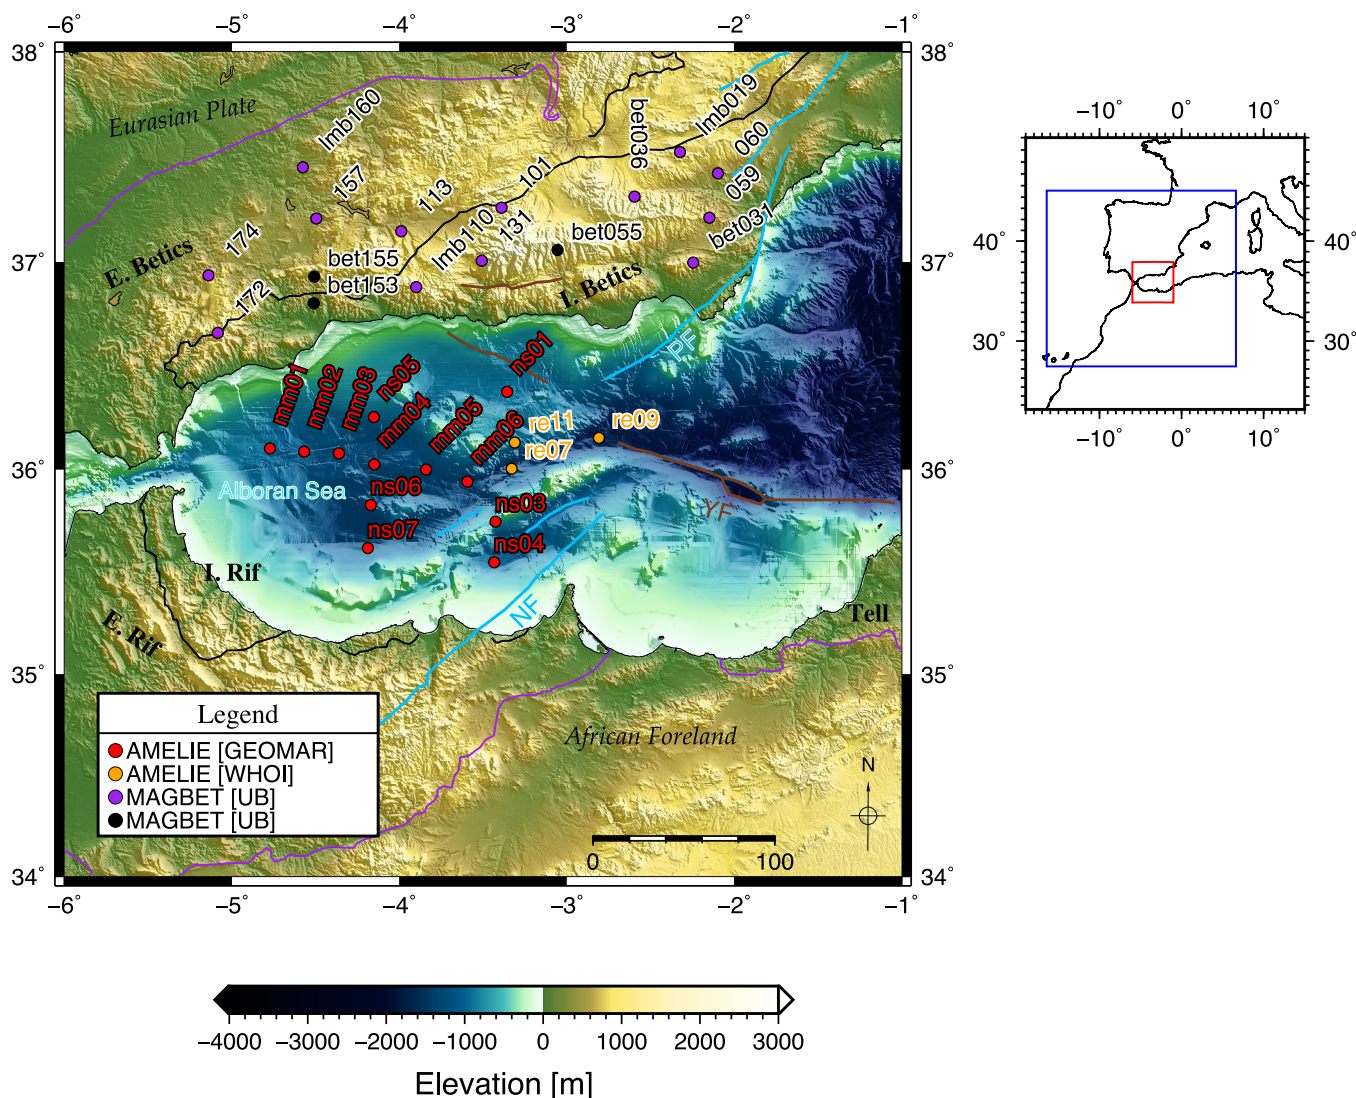 −6 −5 −4 −3 −2 −1
38˚ 38˚
Eurasian Plate
lmb160
bet036
lmb019
060
157
113
101
059
lmb110
131
bet031
174
bet055
E. Betics
bet155
37˚ 37˚
172
bet153
I. Betics
ns01
PF
mm01
mm02
mm03
ns05
mm04
mm05
mm06
re11
re09
re07
36˚ 36˚
Alboran Sea
ns06
ns03
YF
ns07
ns04
I. Rif
NF
Tell
E. Rif
35˚ 35˚
Legend
AMELIE [GEOMAR]
AMELIE [WHOI]
MAGBET [UB]
MAGBET [UB]
African Foreland
N
0 100
34˚ 34˚
−6˚ −5˚ −4˚ −3˚ −2˚ −1˚
−10˚ 0˚ 10˚
40˚ 40˚
30˚ 30˚
−10˚ 0˚ 10˚
−4000 −3000 −2000 −1000 0 1000 2000 3000
Elevation [m]